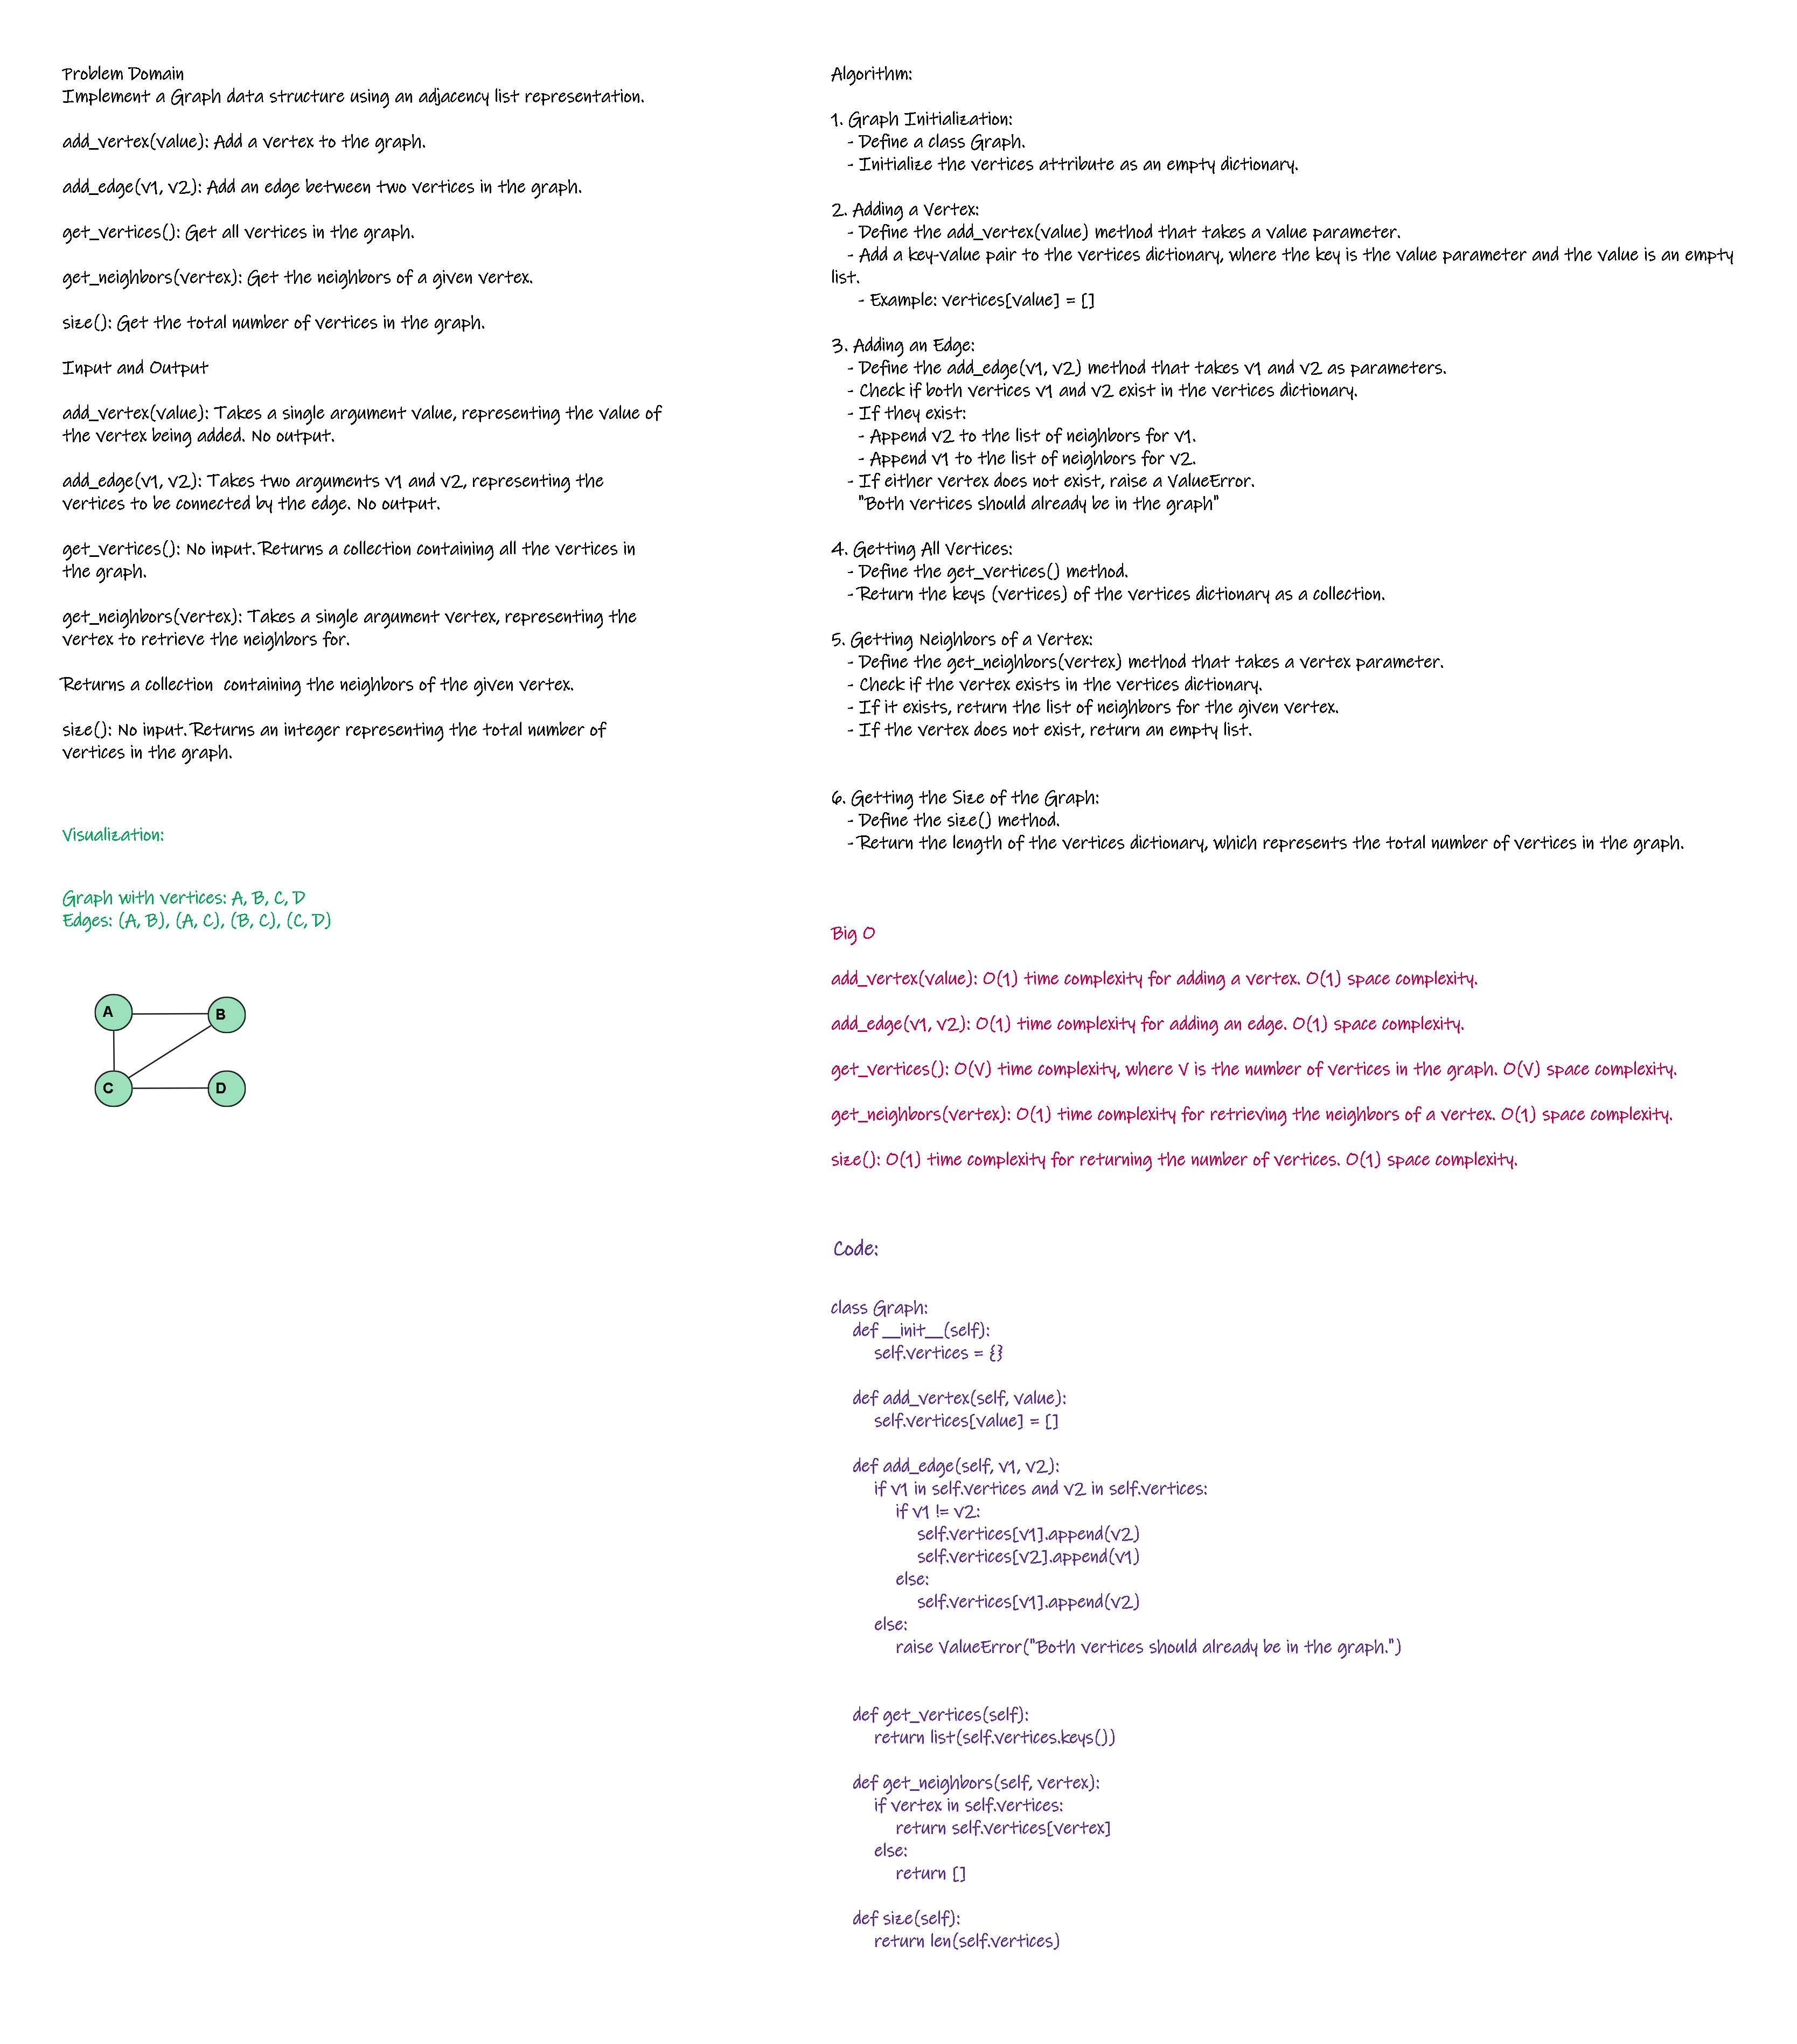 Problem Domain
Implement a Graph data structure using an adjacency list representation.
add_vertex(value): Add a vertex to the graph.
add_edge(v1, v2): Add an edge between two vertices in the graph.
get_vertices(): Get all vertices in the graph.
get_neighbors(vertex): Get the neighbors of a given vertex.
size(): Get the total number of vertices in the graph.
Input and Output
add_vertex(value): Takes a single argument value, representing the value of
the vertex being added. No output.
add_edge(v1, v2): Takes two arguments v1 and v2, representing the
vertices to be connected by the edge. No output.
get_vertices(): No input. Returns a collection containing all the vertices in
the graph.
get_neighbors(vertex): Takes a single argument vertex, representing the
vertex to retrieve the neighbors for.
Returns a collection  containing the neighbors of the given vertex.
size(): No input. Returns an integer representing the total number of
vertices in the graph.
Visualization:
Graph with vertices: A, B, C, D
Edges: (A, B), (A, C), (B, C), (C, D)
A
B
C
D
Algorithm:
1. Graph Initialization:
- Define a class Graph.
- Initialize the vertices attribute as an empty dictionary.
2. Adding a Vertex:
- Define the add_vertex(value) method that takes a value parameter.
- Add a key-value pair to the vertices dictionary, where the key is the value parameter and the value is an empty
list.
- Example: vertices[value] = []
3. Adding an Edge:
- Define the add_edge(v1, v2) method that takes v1 and v2 as parameters.
- Check if both vertices v1 and v2 exist in the vertices dictionary.
- If they exist:
- Append v2 to the list of neighbors for v1.
- Append v1 to the list of neighbors for v2.
- If either vertex does not exist, raise a ValueError.
"Both vertices should already be in the graph"
4. Getting All Vertices:
- Define the get_vertices() method.
- Return the keys (vertices) of the vertices dictionary as a collection.
5. Getting Neighbors of a Vertex:
- Define the get_neighbors(vertex) method that takes a vertex parameter.
- Check if the vertex exists in the vertices dictionary.
- If it exists, return the list of neighbors for the given vertex.
- If the vertex does not exist, return an empty list.
6. Getting the Size of the Graph:
- Define the size() method.
- Return the length of the vertices dictionary, which represents the total number of vertices in the graph.
Big O
add_vertex(value): O(1) time complexity for adding a vertex. O(1) space complexity.
add_edge(v1, v2): O(1) time complexity for adding an edge. O(1) space complexity.
get_vertices(): O(V) time complexity, where V is the number of vertices in the graph. O(V) space complexity.
get_neighbors(vertex): O(1) time complexity for retrieving the neighbors of a vertex. O(1) space complexity.
size(): O(1) time complexity for returning the number of vertices. O(1) space complexity.
Code:
class Graph:
def __init__(self):
self.vertices = {}
def add_vertex(self, value):
self.vertices[value] = []
def add_edge(self, v1, v2):
if v1 in self.vertices and v2 in self.vertices:
if v1 != v2:
self.vertices[v1].append(v2)
self.vertices[v2].append(v1)
else:
self.vertices[v1].append(v2)
else:
raise ValueError("Both vertices should already be in the graph.")
def get_vertices(self):
return list(self.vertices.keys())
def get_neighbors(self, vertex):
if vertex in self.vertices:
return self.vertices[vertex]
else:
return []
def size(self):
return len(self.vertices)